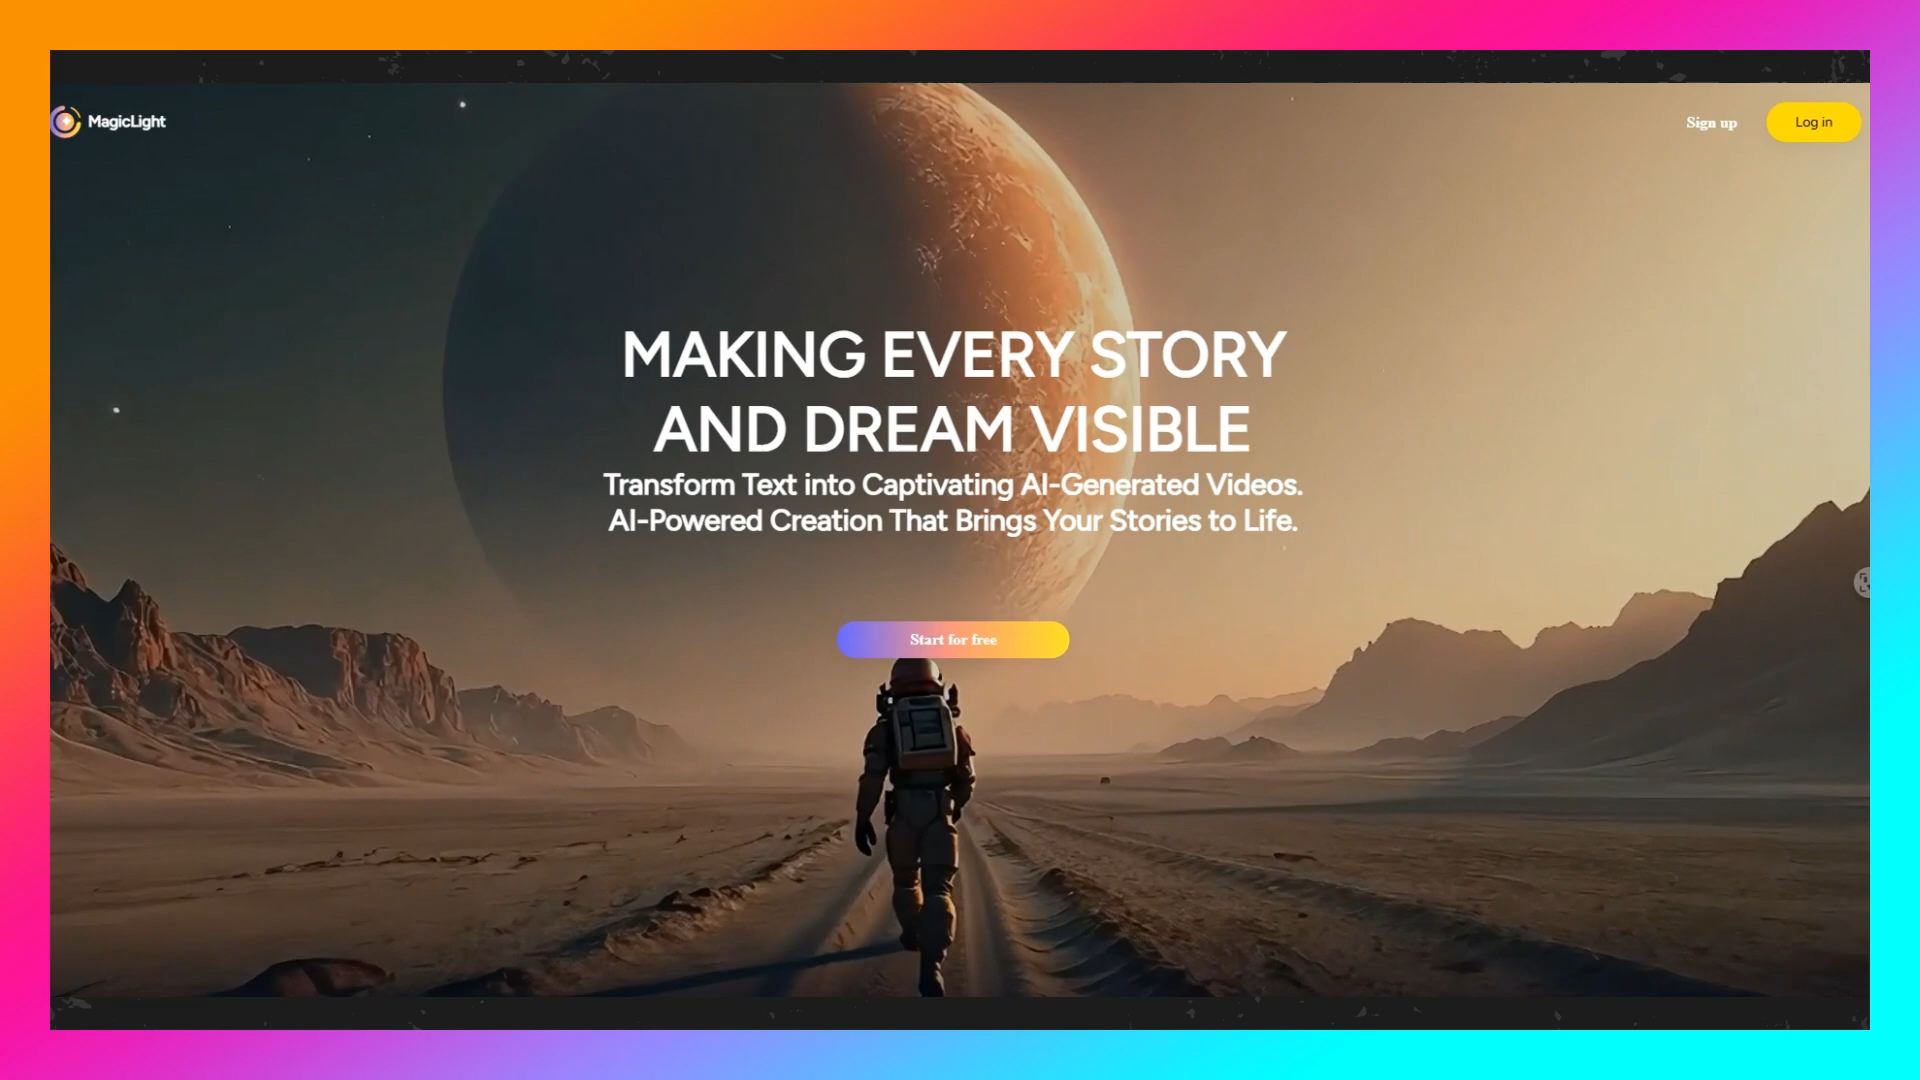 MagicLight
Sign up
Log in
MAKING EVERY STORY
AND DREAM VISIBLE
Transform Text into Captivating AI-Generated Videos.
AI-Powered Creation That Brings Your Stories to Life.
Start for free